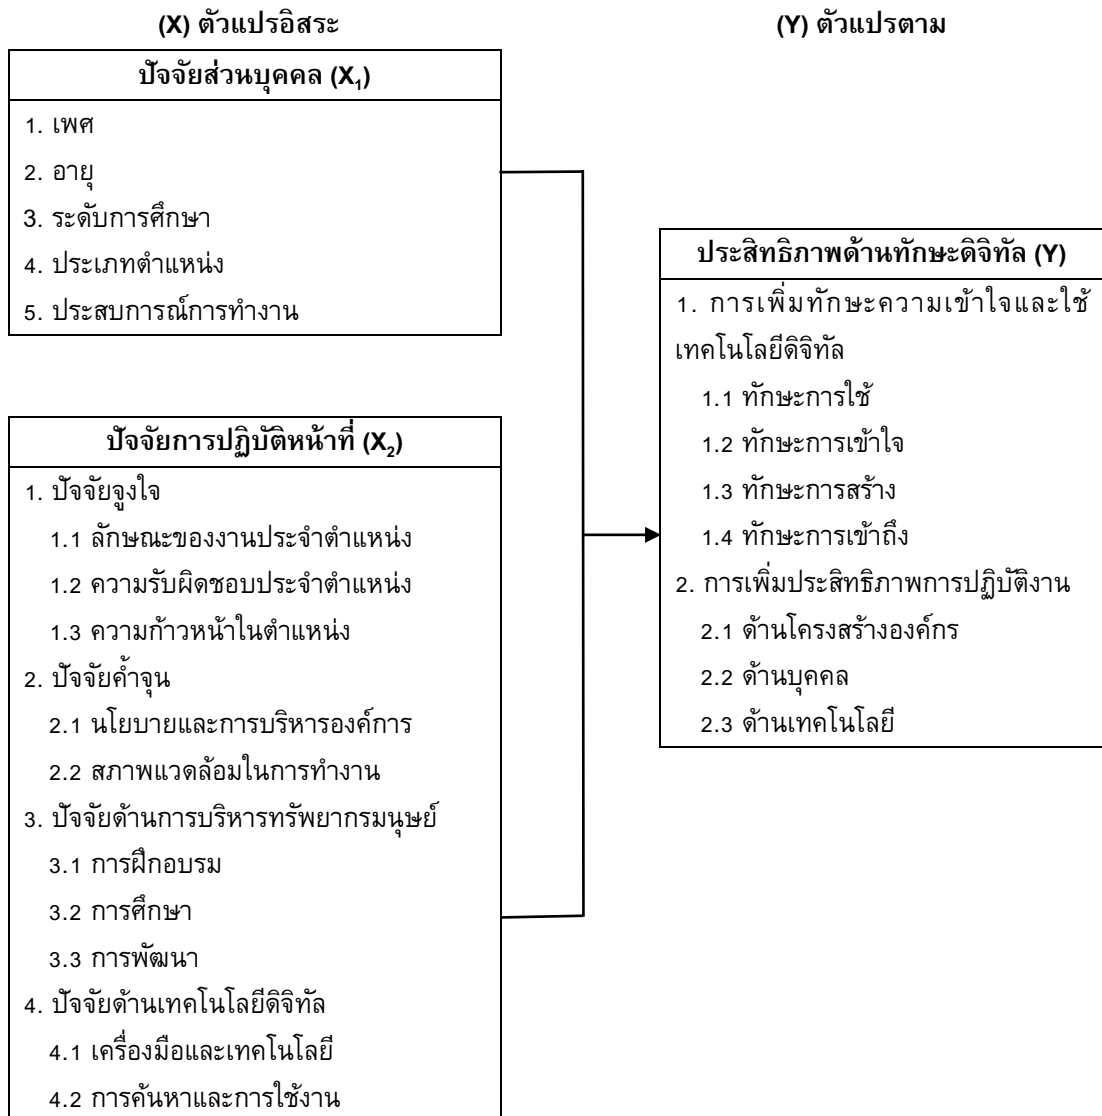 (X) ตัวแปรอิสระ
(Y) ตัวแปรตาม
ปัจจัยส่วนบุคคล (X₁)
1. เพศ
2. อายุ
3. ระดับการศึกษา
4. ประเภทตำแหน่ง
5. ประสบการณ์การทำงาน
ปัจจัยการปฏิบัติหน้าที่ (X₂)
1. ปัจจัยจูงใจ
1.1 ลักษณะของงานประจำตำแหน่ง
1.2 ความรับผิดชอบประจำตำแหน่ง
1.3 ความก้าวหน้าในตำแหน่ง
2. ปัจจัยค้ำจุน
2.1 นโยบายและการบริหารองค์การ
2.2 สภาพแวดล้อมในการทำงาน
3. ปัจจัยด้านการบริหารทรัพยากรมนุษย์
3.1 การฝึกอบรม
3.2 การศึกษา
3.3 การพัฒนา
4. ปัจจัยด้านเทคโนโลยีดิจิทัล
4.1 เครื่องมือและเทคโนโลยี
4.2 การค้นหาและการใช้งาน
ประสิทธิภาพด้านทักษะดิจิทัล (Y)
1. การเพิ่มทักษะความเข้าใจและใช้
เทคโนโลยีดิจิทัล
1.1 ทักษะการใช้
1.2 ทักษะการเข้าใจ
1.3 ทักษะการสร้าง
1.4 ทักษะการเข้าถึง
2. การเพิ่มประสิทธิภาพการปฏิบัติงาน
2.1 ด้านโครงสร้างองค์กร
2.2 ด้านบุคคล
2.3 ด้านเทคโนโลยี